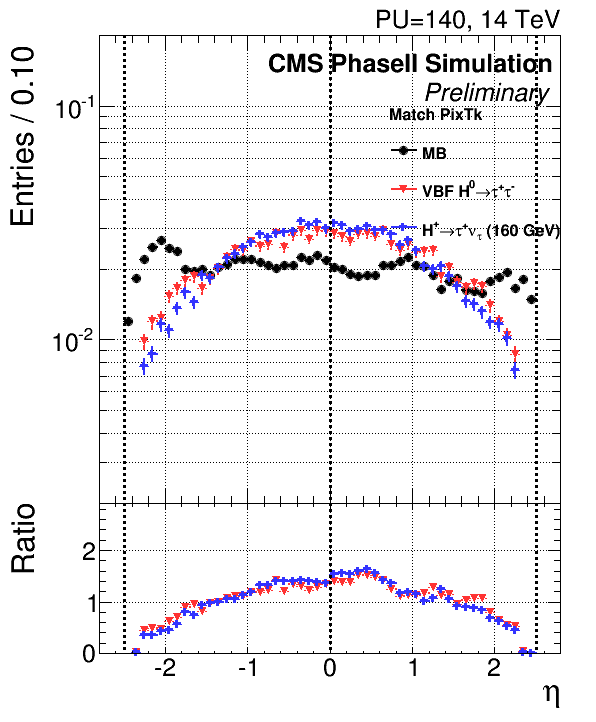 PU=140, 14 TeV
CMS PhaseII Simulation
Preliminary
Match PixTk
MB
VBF H⁰→τ⁺τ⁻
H⁺→τ⁺ντ (160 GeV)
Entries / 0.10
10⁻¹
10⁻²
Ratio
2
1
0
-2 -1 0 1 2
η